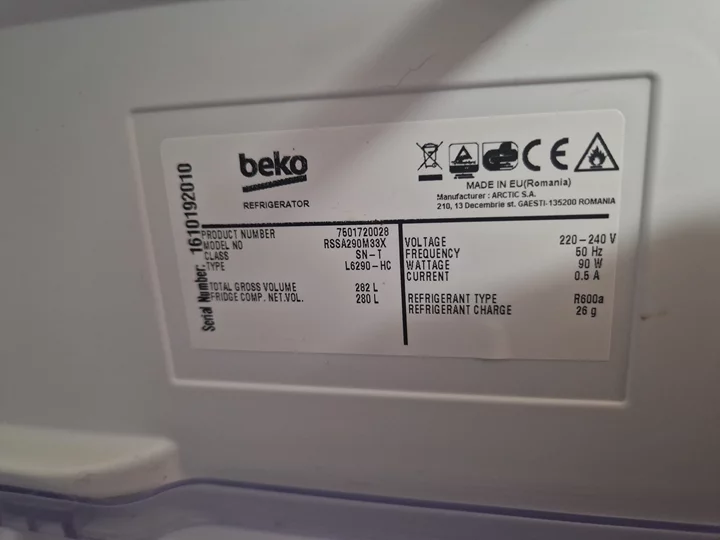 beko
REFRIGERATOR
MADE IN EU(Romania)
Manufacturer : ARCTIC S.A.
210, 13 Decembrie st. GAESTI-135200 ROMANIA
Serial Number: 1610192010
PRODUCT NUMBER 7501720028
MODEL NO RSSA290M33X
CLASS SN-T
TYPE L6290-HC
TOTAL GROSS VOLUME 282 L
FRIDGE COMP. NET.VOL. 280 L
VOLTAGE 220-240 V
FREQUENCY 50 Hz
WATTAGE 90 W
CURRENT 0.5 A
REFRIGERANT TYPE R600a
REFRIGERANT CHARGE 26 g